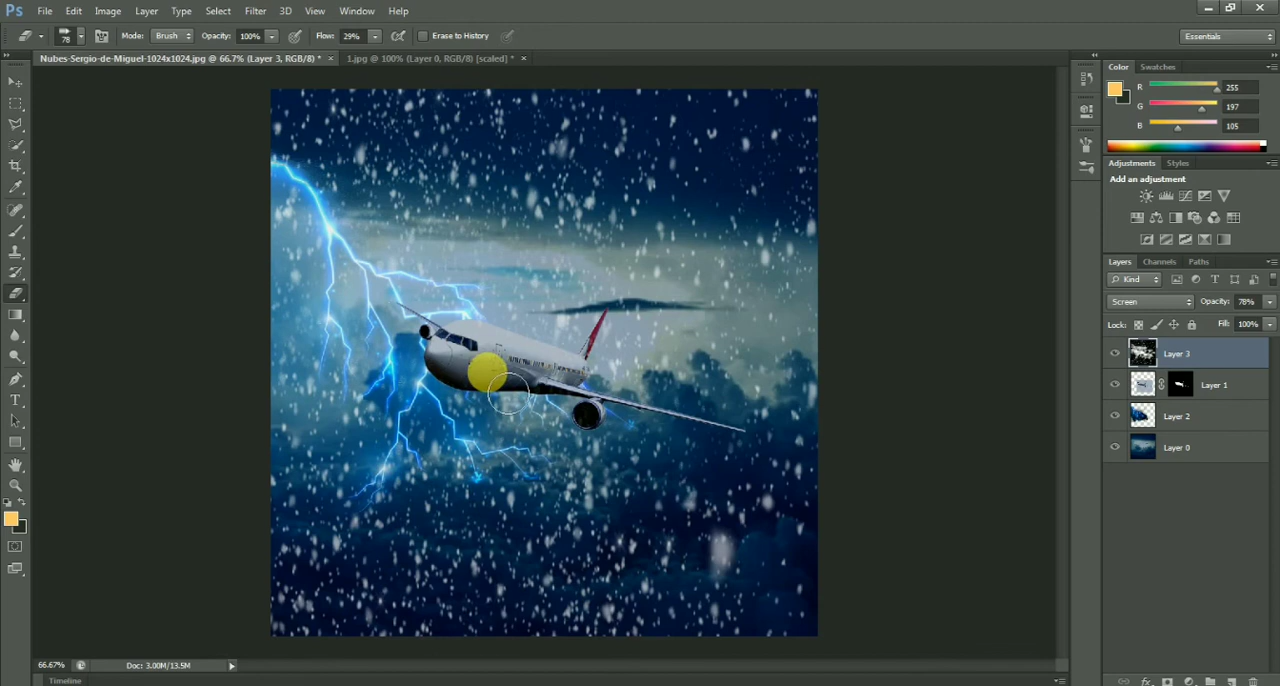 Ps File Edit Image Layer Type Select Filter 3D View Window Help
78 Mode: Brush Opacity: 100% Flow: 29% Erase to History Essentials
Nubes-Sergio-de-Miguel-1024x1024.jpg @ 66.7% (Layer 3, RGB/8) * × 1.jpg @ 100% (Layer 0, RGB/8) [scaled] * ×
Color Swatches
R 255
G 197
B 105
Adjustments Styles
Add an adjustment
Layers Channels Paths
Kind
Screen Opacity: 78%
Lock: Fill: 100%
Layer 3
Layer 1
Layer 2
Layer 0
66.67% Doc: 3.00M/13.5M
Timeline